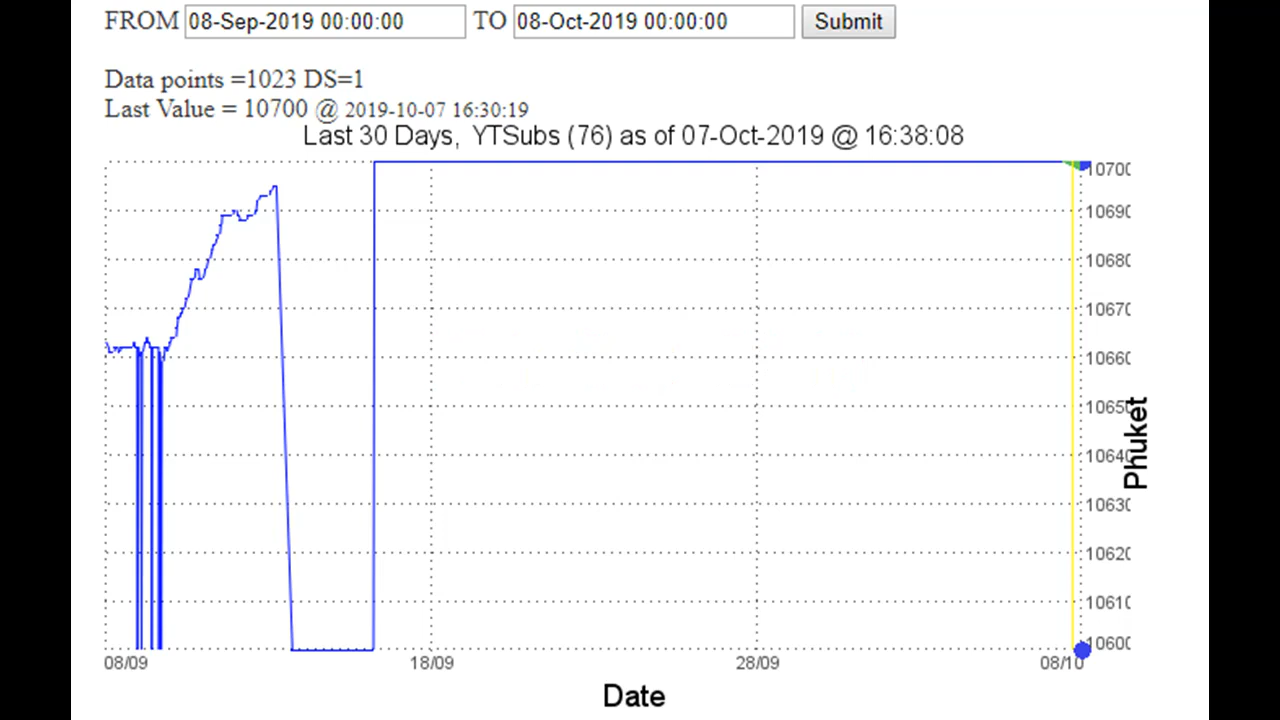 FROM 08-Sep-2019 00:00:00 TO 08-Oct-2019 00:00:00 Submit
Data points =1023 DS=1
Last Value = 10700 @ 2019-10-07 16:30:19
Last 30 Days, YTSubs (76) as of 07-Oct-2019 @ 16:38:08
10700
10690
10680
10670
10660
10650
10640
10630
10620
10610
10600
Phuket
08/09 18/09 28/09 08/10
Date